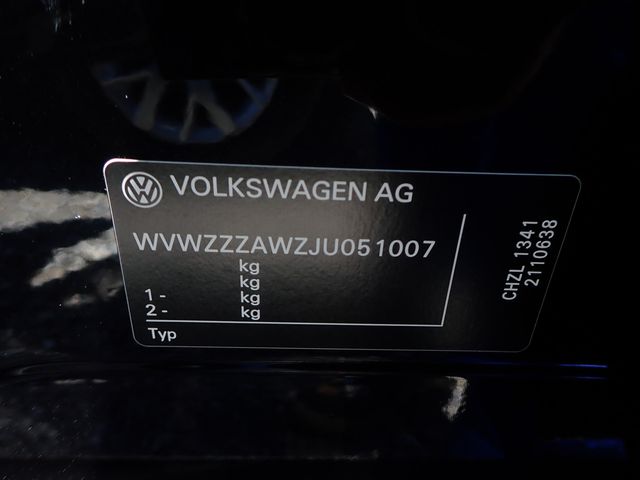 VOLKSWAGEN AG
WVWZZZAWZJU051007
kg
kg
1 - kg
2 - kg
Typ
CHZL 1341
2110638